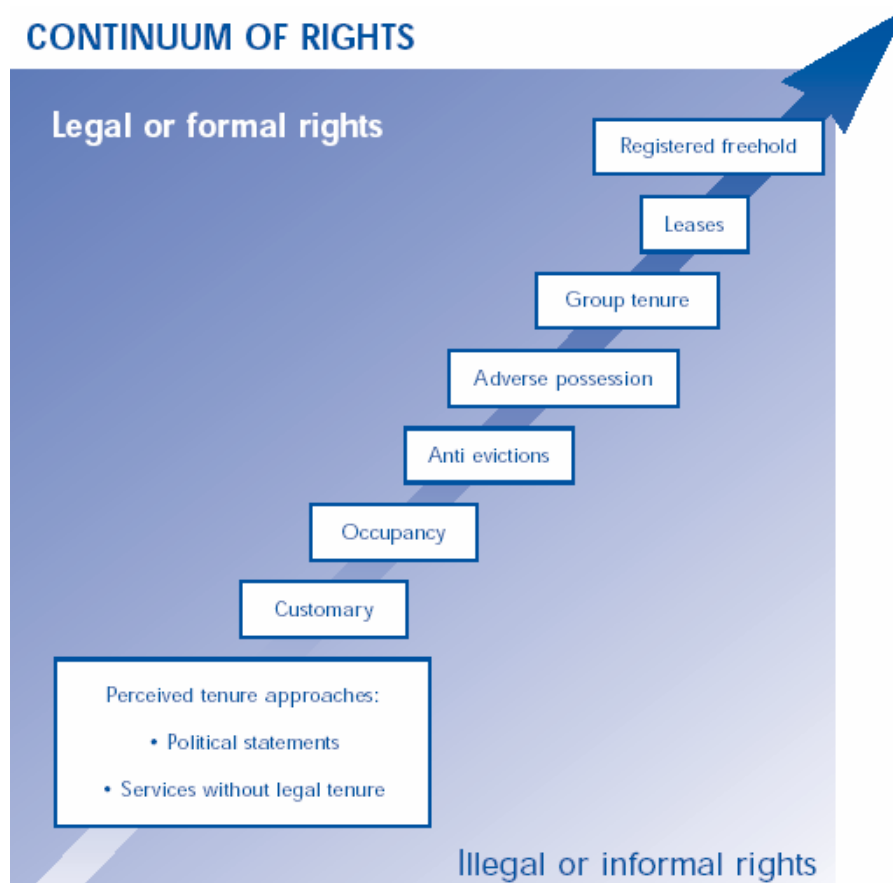 CONTINUUM OF RIGHTS
Legal or formal rights
Registered freehold
Leases
Group tenure
Adverse possession
Anti evictions
Occupancy
Customary
Perceived tenure approaches:
• Political statements
• Services without legal tenure
Illegal or informal rights